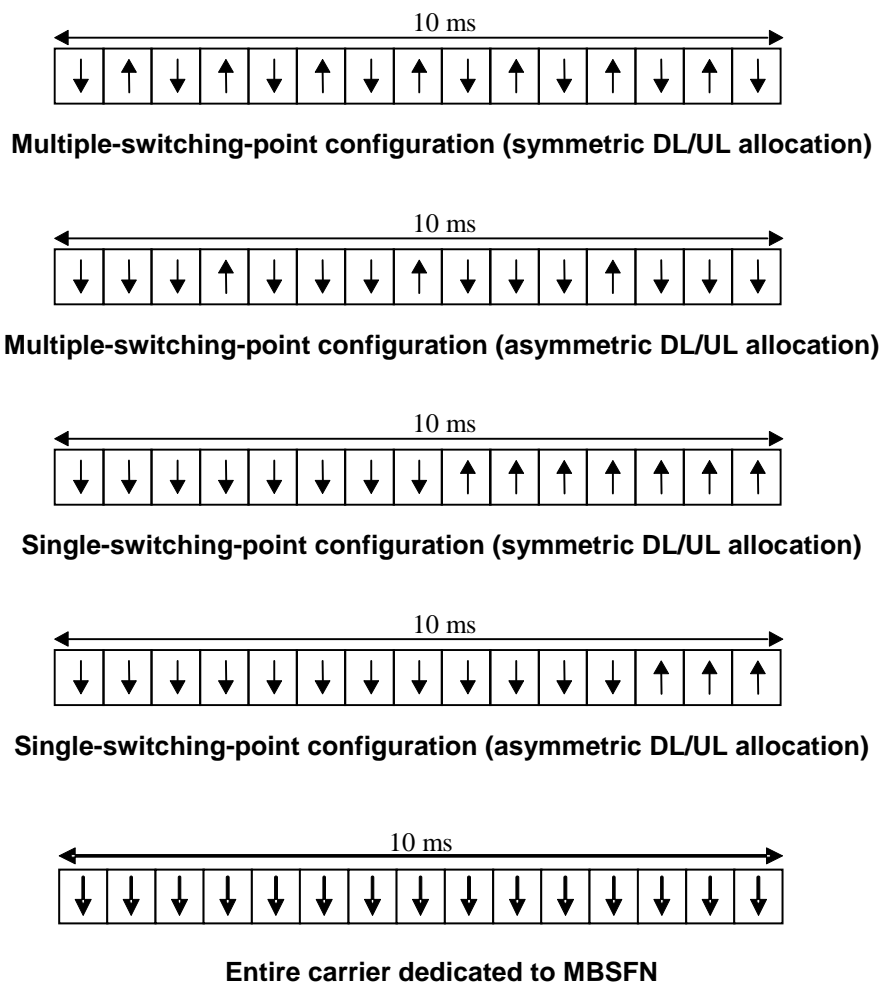 10 ms
Multiple-switching-point configuration (symmetric DL/UL allocation)
10 ms
Multiple-switching-point configuration (asymmetric DL/UL allocation)
10 ms
Single-switching-point configuration (symmetric DL/UL allocation)
10 ms
Single-switching-point configuration (asymmetric DL/UL allocation)
10 ms
Entire carrier dedicated to MBSFN